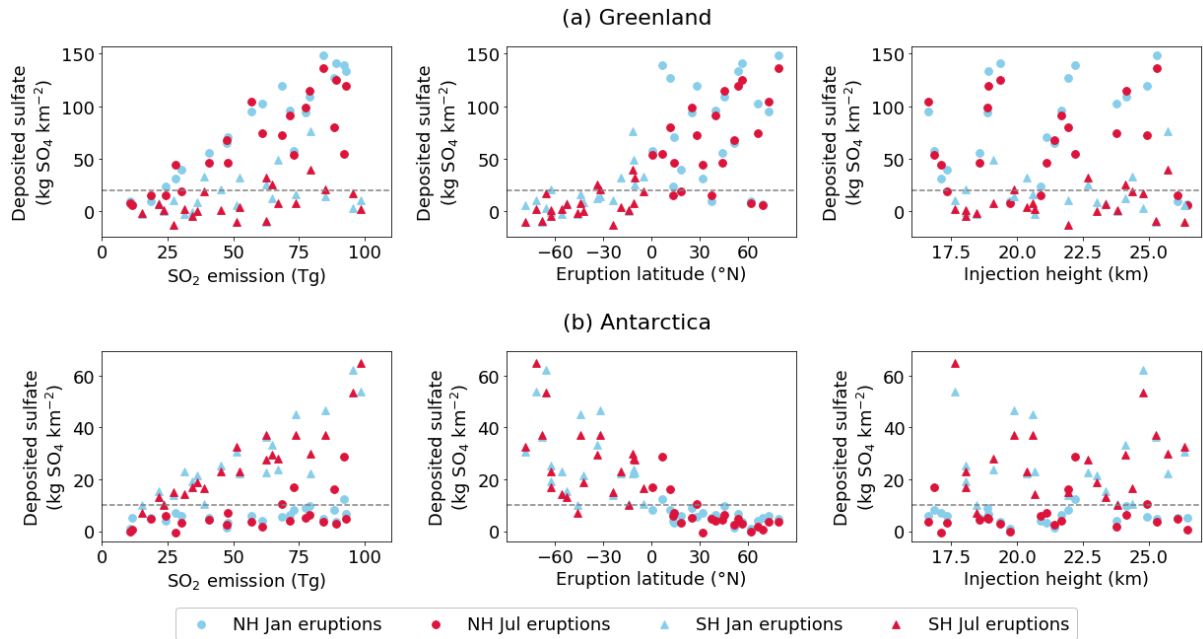 (a) Greenland
Deposited sulfate
(kg SO₄ km⁻²)
150
100
50
0
0 25 50 75 100
SO₂ emission (Tg)
Deposited sulfate
(kg SO₄ km⁻²)
150
100
50
0
−60 −30 0 30 60
Eruption latitude (°N)
Deposited sulfate
(kg SO₄ km⁻²)
150
100
50
0
17.5 20.0 22.5 25.0
Injection height (km)
(b) Antarctica
Deposited sulfate
(kg SO₄ km⁻²)
60
40
20
0
0 25 50 75 100
SO₂ emission (Tg)
Deposited sulfate
(kg SO₄ km⁻²)
60
40
20
0
−60 −30 0 30 60
Eruption latitude (°N)
Deposited sulfate
(kg SO₄ km⁻²)
60
40
20
0
17.5 20.0 22.5 25.0
Injection height (km)
NH Jan eruptions NH Jul eruptions SH Jan eruptions SH Jul eruptions